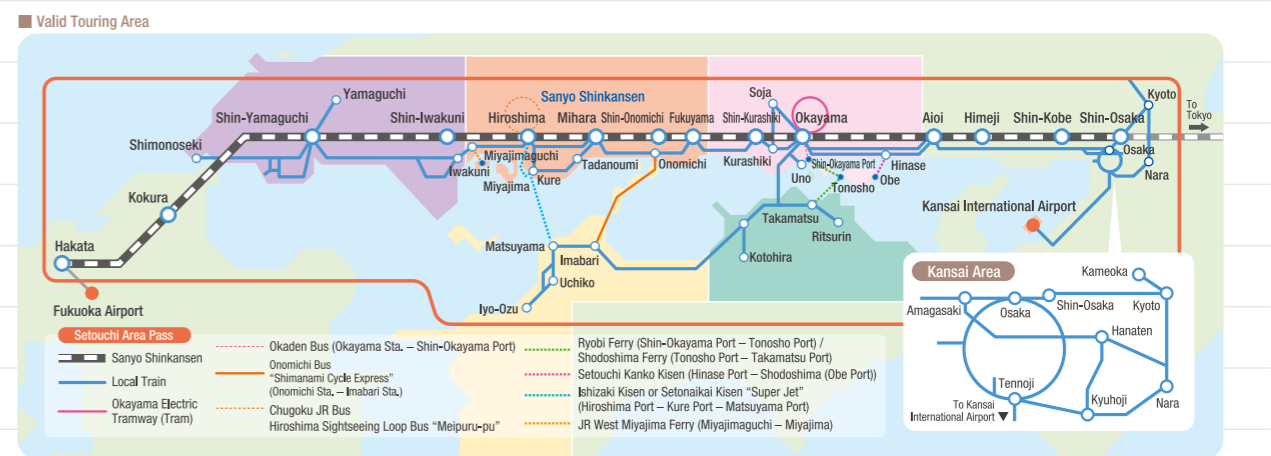 Valid Touring Area
Kyoto
To
Tokyo
Soja
Yamaguchi
Sanyo Shinkansen
Shin-Yamaguchi
Shin-Iwakuni
Hiroshima
Mihara
Shin-Onomichi
Fukuyama
Shin-Kurashiki
Okayama
Aioi
Himeji
Shin-Kobe
Shin-Osaka
Shimonoseki
Osaka
Miyajimaguchi
Iwakuni
Miyajima
Kure
Tadanoumi
Onomichi
Kurashiki
Shin-Okayama Port
Hinase
Uno
Tonosho
Obe
Nara
Kokura
Kansai International Airport
Takamatsu
Ritsurin
Hakata
Matsuyama
Imabari
Kotohira
Uchiko
Iyo-Ozu
Fukuoka Airport
Kansai Area
Kameoka
Amagasaki
Osaka
Shin-Osaka
Kyoto
Hanaten
Tennoji
Nara
Kyuhoji
To Kansai
International Airport ▼
Setouchi Area Pass
Sanyo Shinkansen
Local Train
Okayama Electric
Tramway (Tram)
Okaden Bus (Okayama Sta. – Shin-Okayama Port)
Onomichi Bus
"Shimanami Cycle Express"
(Onomichi Sta. – Imabari Sta.)
Chugoku JR Bus
Hiroshima Sightseeing Loop Bus "Meipuru-pu"
Ryobi Ferry (Shin-Okayama Port – Tonosho Port) /
Shodoshima Ferry (Tonosho Port – Takamatsu Port)
Setouchi Kanko Kisen (Hinase Port – Shodoshima (Obe Port))
Ishizaki Kisen or Setonaikai Kisen "Super Jet"
(Hiroshima Port – Kure Port – Matsuyama Port)
JR West Miyajima Ferry (Miyajimaguchi – Miyajima)